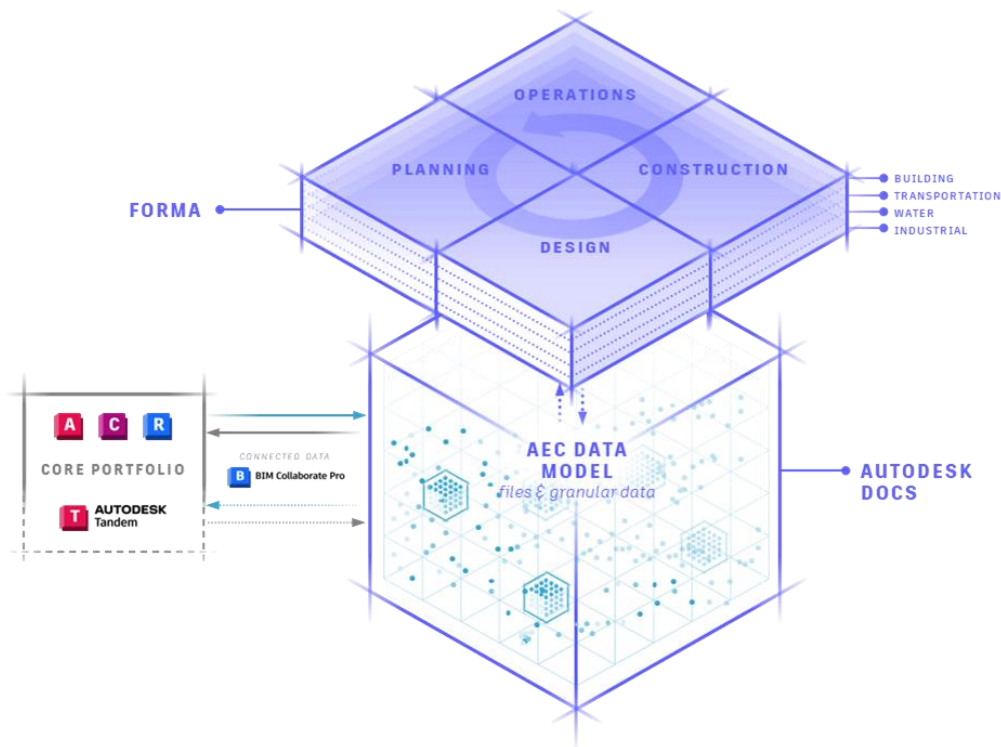 OPERATIONS
PLANNING
CONSTRUCTION
DESIGN
FORMA
BUILDING
TRANSPORTATION
WATER
INDUSTRIAL
A C R
CORE PORTFOLIO
T AUTODESK
Tandem
CONNECTED DATA
B BIM Collaborate Pro
AEC DATA
MODEL
files & granular data
AUTODESK
DOCS